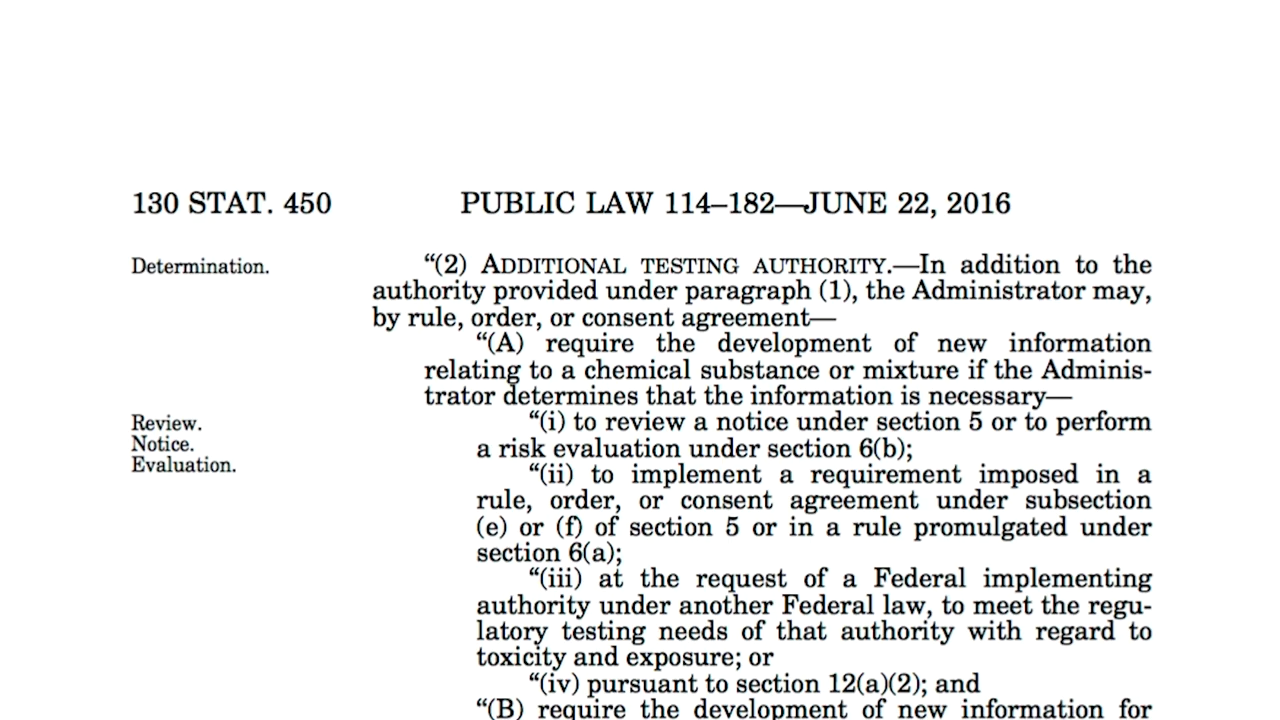 130 STAT. 450 PUBLIC LAW 114–182—JUNE 22, 2016
Determination.
“(2) ADDITIONAL TESTING AUTHORITY.—In addition to the
authority provided under paragraph (1), the Administrator may,
by rule, order, or consent agreement—
“(A) require the development of new information
relating to a chemical substance or mixture if the Adminis-
trator determines that the information is necessary—
Review.
Notice.
Evaluation.
“(i) to review a notice under section 5 or to perform
a risk evaluation under section 6(b);
“(ii) to implement a requirement imposed in a
rule, order, or consent agreement under subsection
(e) or (f) of section 5 or in a rule promulgated under
section 6(a);
“(iii) at the request of a Federal implementing
authority under another Federal law, to meet the regu-
latory testing needs of that authority with regard to
toxicity and exposure; or
“(iv) pursuant to section 12(a)(2); and
“(B) require the development of new information for